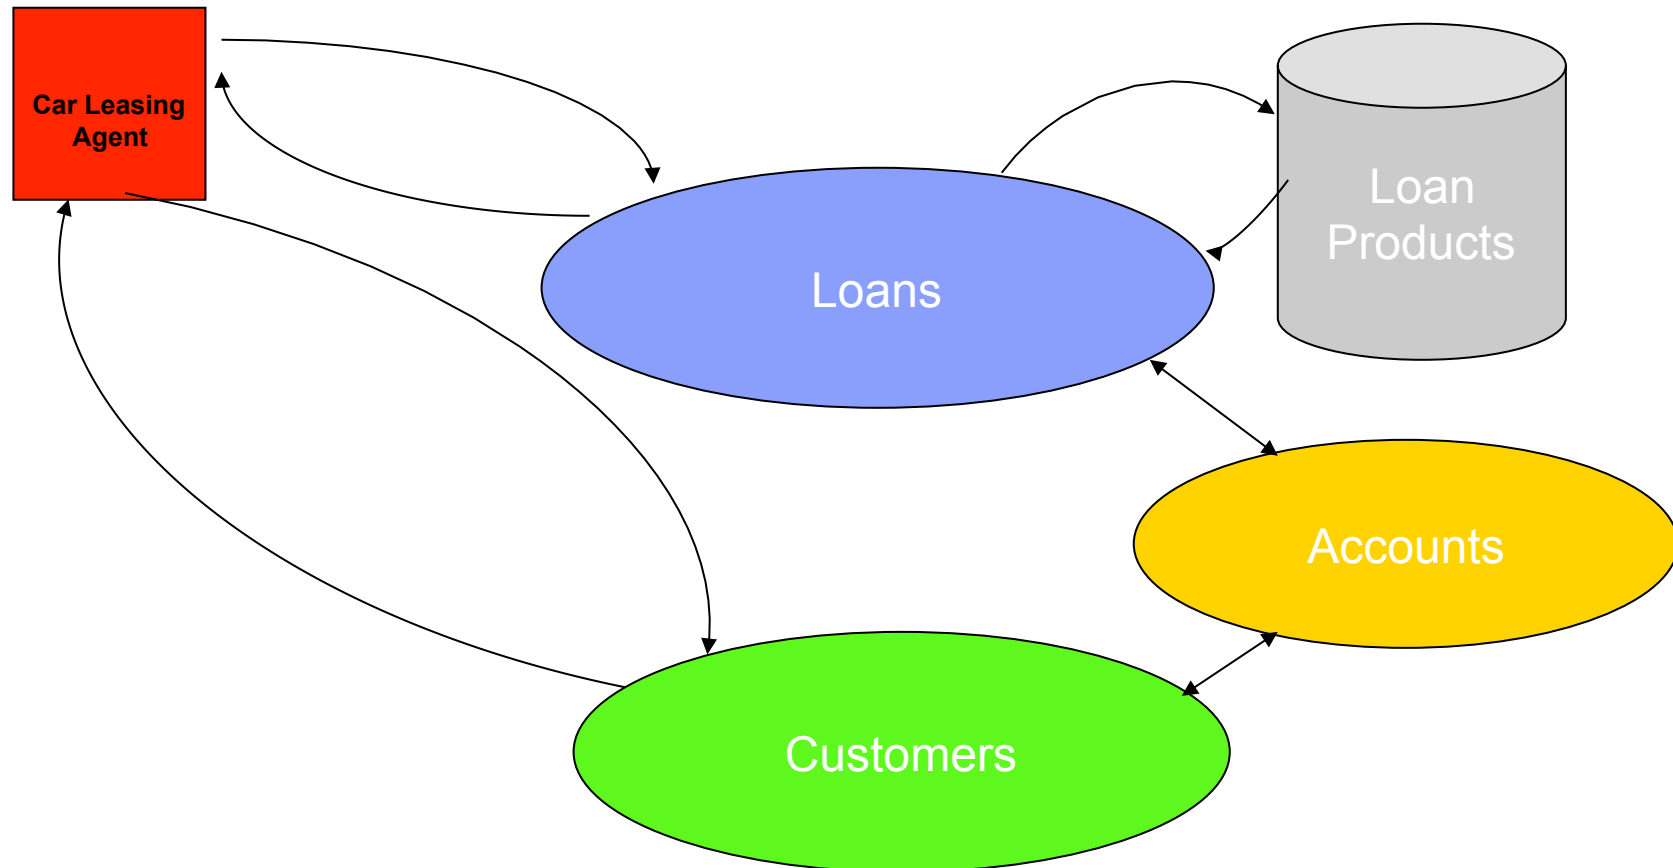 Car Leasing
Agent
Loan
Products
Loans
Accounts
Customers